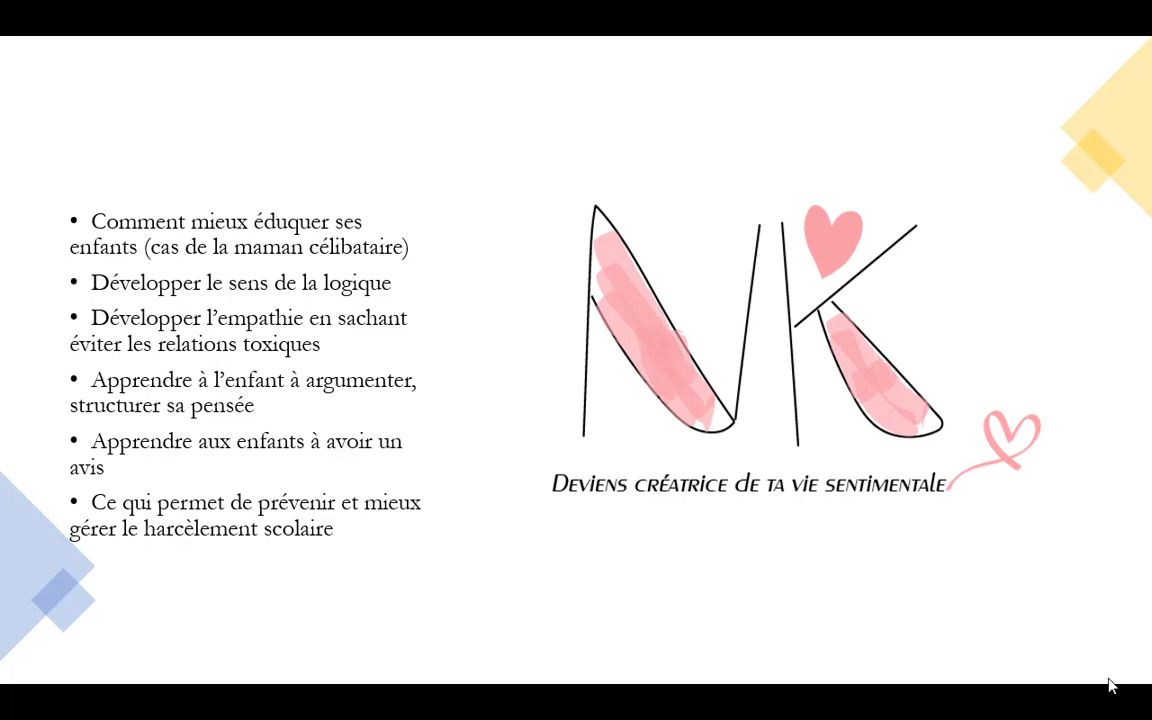 • Comment mieux éduquer ses
enfants (cas de la maman célibataire)
• Développer le sens de la logique
• Développer l’empathie en sachant
éviter les relations toxiques
• Apprendre à l’enfant à argumenter,
structurer sa pensée
• Apprendre aux enfants à avoir un
avis
• Ce qui permet de prévenir et mieux
gérer le harcèlement scolaire
NK
Deviens créatrice de ta vie sentimentale